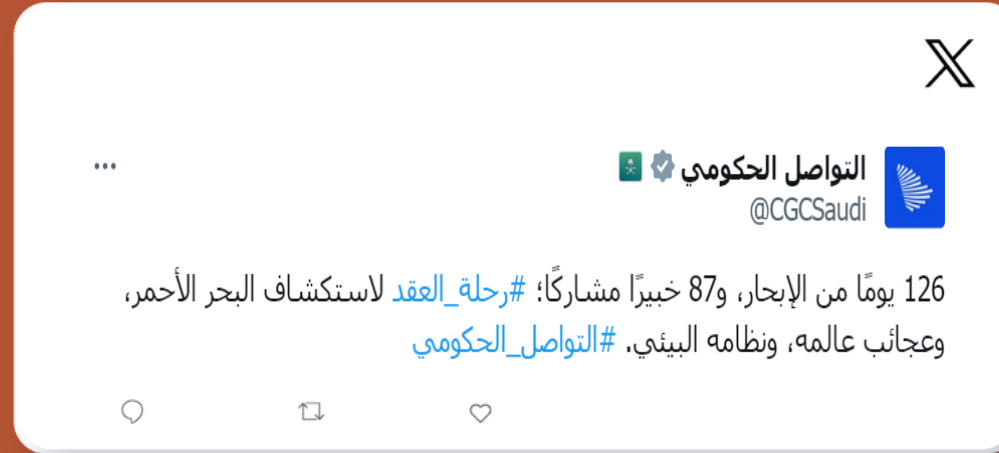 التواصل الحكومي
@CGCSaudi
126 يومًا من الإبحار، و87 خبيرًا مشاركًا؛ #رحلة_العقد لاستكشاف البحر الأحمر،
وعجائب عالمه، ونظامه البيئي. #التواصل_الحكومي